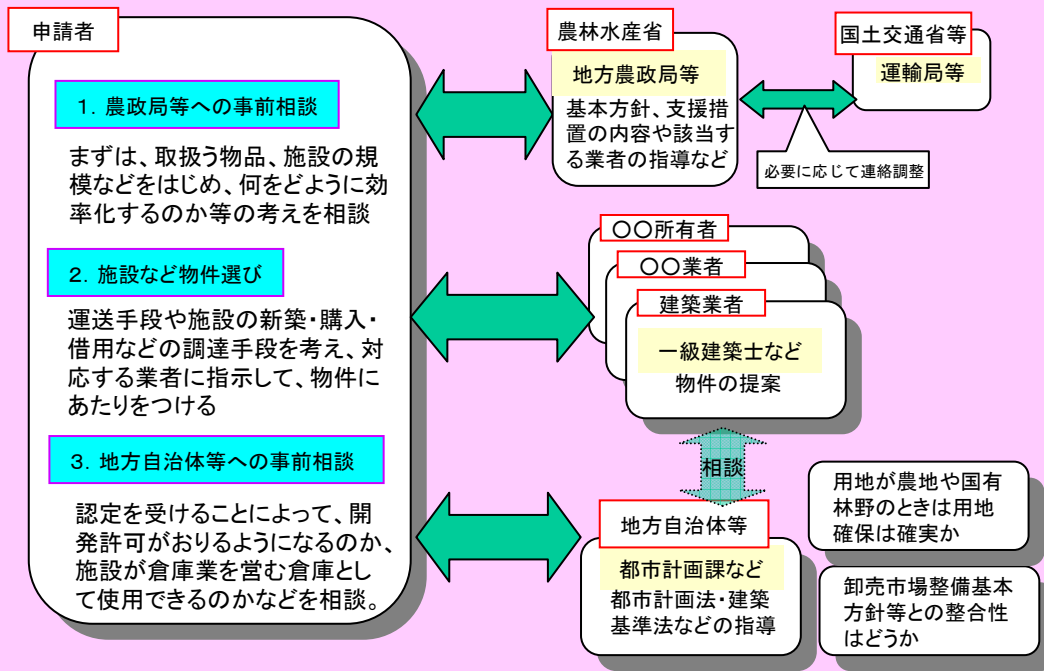 申請者
1．農政局等への事前相談
まずは、取扱う物品、施設の規
模などをはじめ、何をどように効
率化するのか等の考えを相談
2．施設など物件選び
運送手段や施設の新築・購入・
借用などの調達手段を考え、対
応する業者に指示して、物件に
あたりをつける
3．地方自治体等への事前相談
認定を受けることによって、開
発許可がおりるようになるのか、
施設が倉庫業を営む倉庫とし
て使用できるのかなどを相談。
農林水産省
地方農政局等
基本方針、支援措
置の内容や該当す
る業者の指導など
国土交通省等
運輸局等
必要に応じて連絡調整
〇〇所有者
〇〇業者
建築業者
一級建築士など
物件の提案
相談
地方自治体等
都市計画課など
都市計画法・建築
基準法などの指導
用地が農地や国有
林野のときは用地
確保は確実か
卸売市場整備基本
方針等との整合性
はどうか